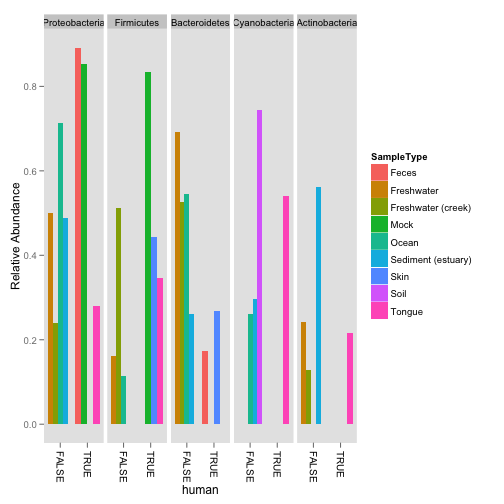 Proteobacteria Firmicutes Bacteroidetes Cyanobacteria Actinobacteria
0.8
0.6
0.4
0.2
0.0
Relative Abundance
FALSE TRUE FALSE TRUE FALSE TRUE FALSE TRUE FALSE TRUE
human
SampleType
Feces
Freshwater
Freshwater (creek)
Mock
Ocean
Sediment (estuary)
Skin
Soil
Tongue